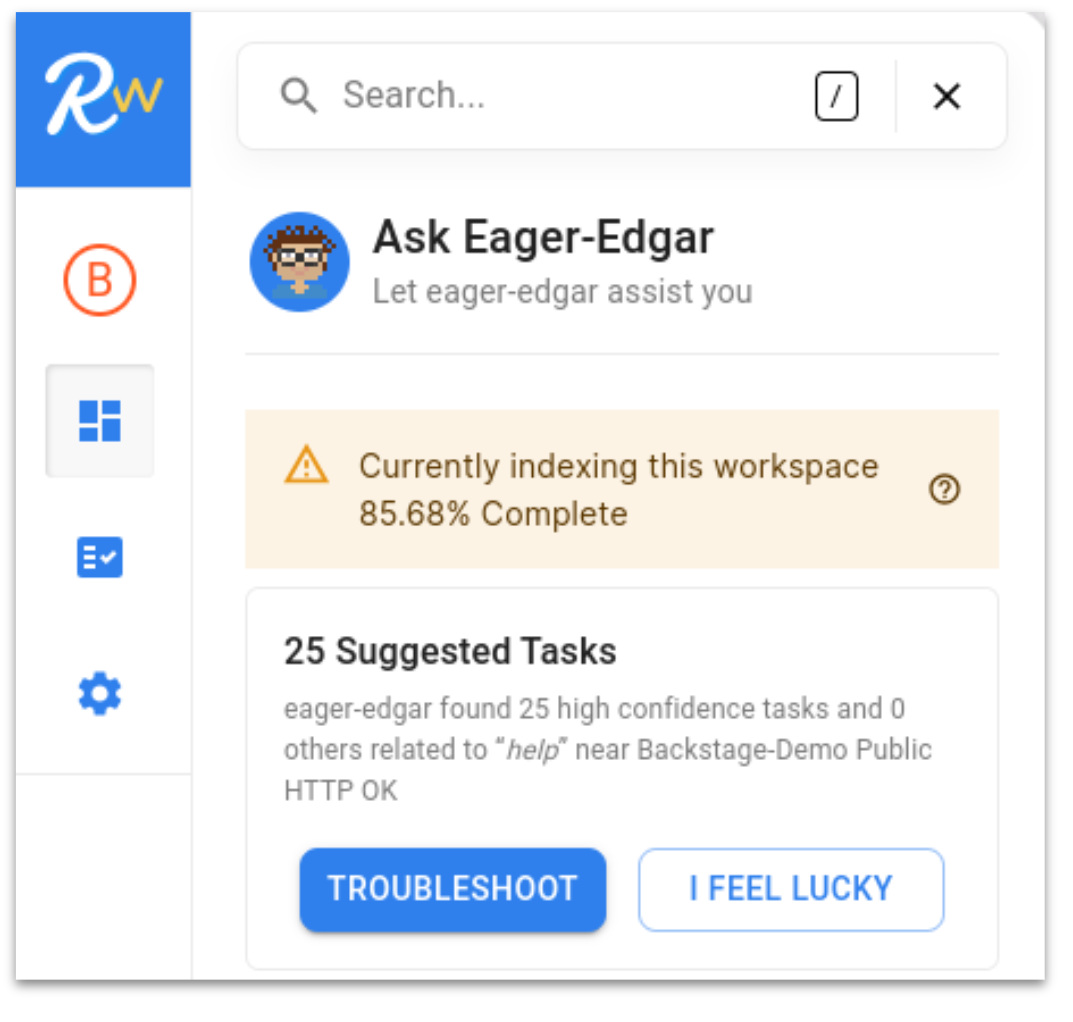 Rw
Search...
/
Ask Eager-Edgar
Let eager-edgar assist you
B
Currently indexing this workspace
85.68% Complete
?
25 Suggested Tasks
eager-edgar found 25 high confidence tasks and 0
others related to “help” near Backstage-Demo Public
HTTP OK
TROUBLESHOOT
I FEEL LUCKY